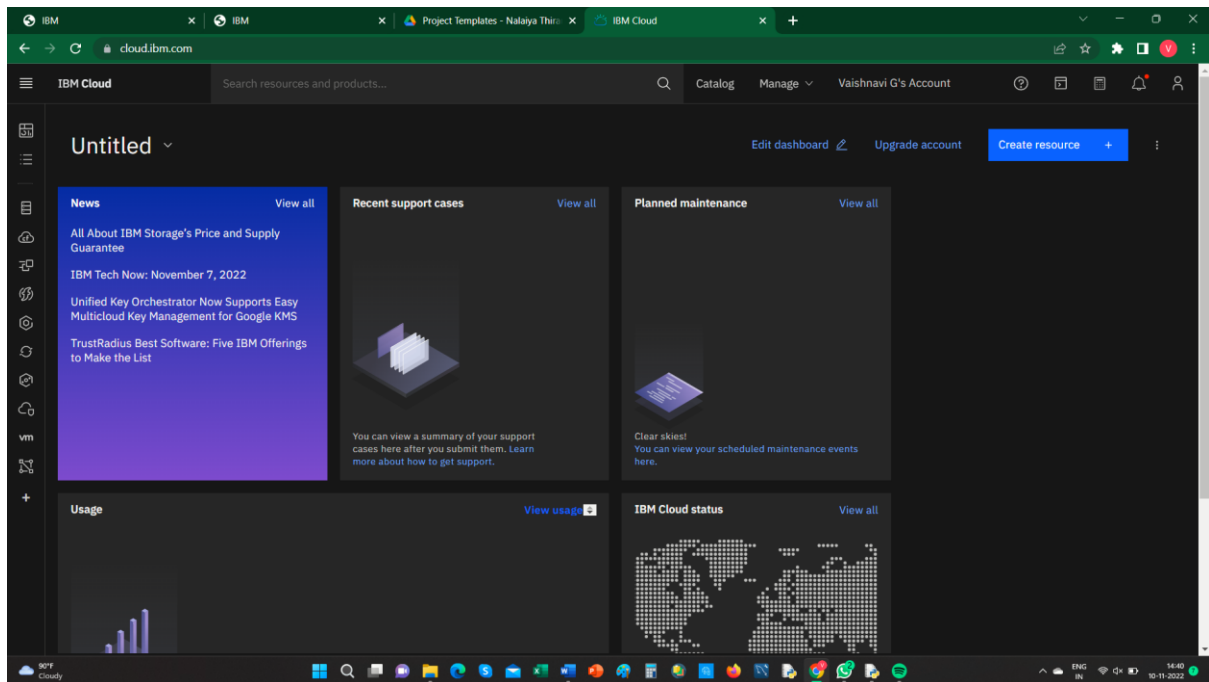 IBM
IBM
Project Templates - Nalaiya Thira
IBM Cloud
cloud.ibm.com
V
IBM Cloud
Search resources and products...
Catalog
Manage
Vaishnavi G's Account
Untitled
Edit dashboard
Upgrade account
Create resource +
News
View all
All About IBM Storage's Price and Supply
Guarantee
IBM Tech Now: November 7, 2022
Unified Key Orchestrator Now Supports Easy
Multicloud Key Management for Google KMS
TrustRadius Best Software: Five IBM Offerings
to Make the List
Recent support cases
View all
You can view a summary of your support
cases here after you submit them. Learn
more about how to get support.
Planned maintenance
View all
Clear skies!
You can view your scheduled maintenance events
here.
vm
Usage
View usage
IBM Cloud status
View all
90°F
Cloudy
ENG
IN
14:40
10-11-2022